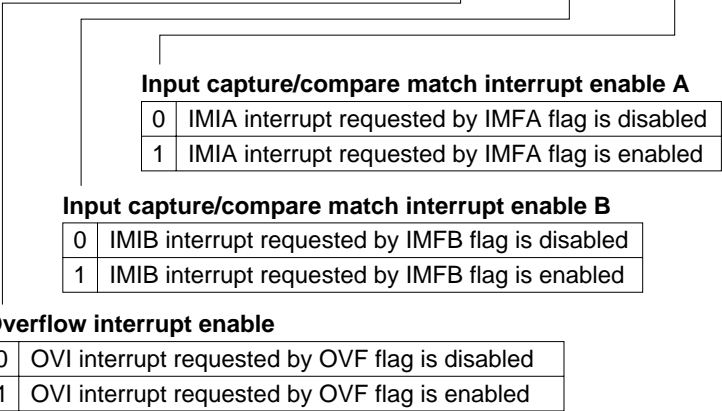 Input capture/compare match interrupt enable A
0 IMIA interrupt requested by IMFA flag is disabled
1 IMIA interrupt requested by IMFA flag is enabled
Input capture/compare match interrupt enable B
0 IMIB interrupt requested by IMFB flag is disabled
1 IMIB interrupt requested by IMFB flag is enabled
Overflow interrupt enable
0 OVI interrupt requested by OVF flag is disabled
1 OVI interrupt requested by OVF flag is enabled